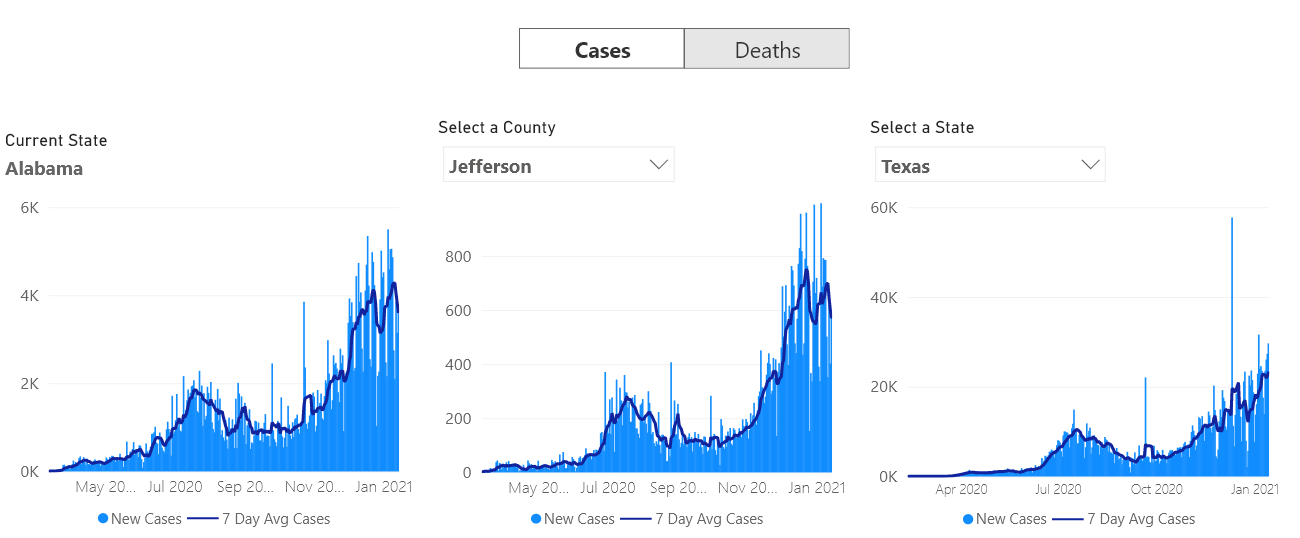 Cases
Deaths
Current State
Alabama
6K
4K
2K
0K
May 20... Jul 2020 Sep 20... Nov 20... Jan 2021
New Cases 7 Day Avg Cases
Select a County
Jefferson
800
600
400
200
0
May 20... Jul 2020 Sep 20... Nov 20... Jan 2021
New Cases 7 Day Avg Cases
Select a State
Texas
60K
40K
20K
0K
Apr 2020 Jul 2020 Oct 2020 Jan 2021
New Cases 7 Day Avg Cases